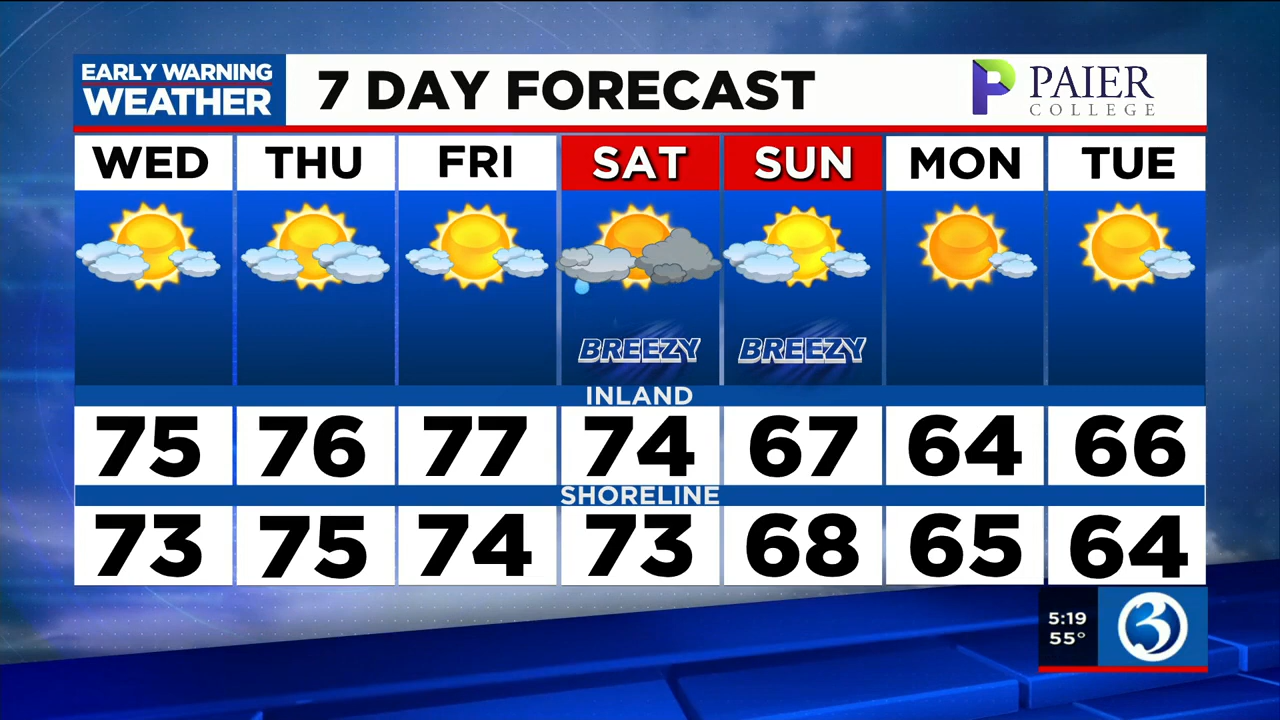 EARLY WARNING
WEATHER
7 DAY FORECAST
PAIER
COLLEGE
WED THU FRI SAT SUN MON TUE
BREEZY BREEZY
INLAND
75 76 77 74 67 64 66
SHORELINE
73 75 74 73 68 65 64
5:19
55°
3